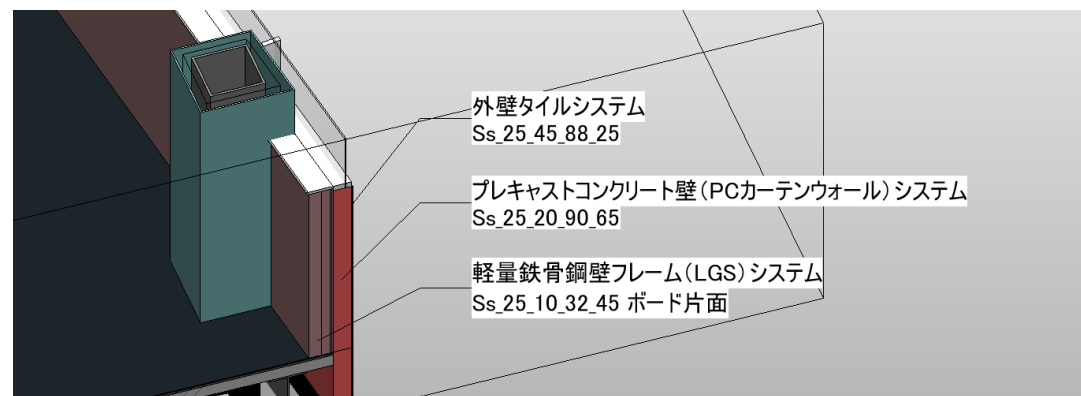 外壁タイルシステム
Ss_25_45_88_25
プレキャストコンクリート壁（PCカーテンウォール）システム
Ss_25_20_90_65
軽量鉄骨鋼壁フレーム（LGS）システム
Ss_25_10_32_45 ボード片面